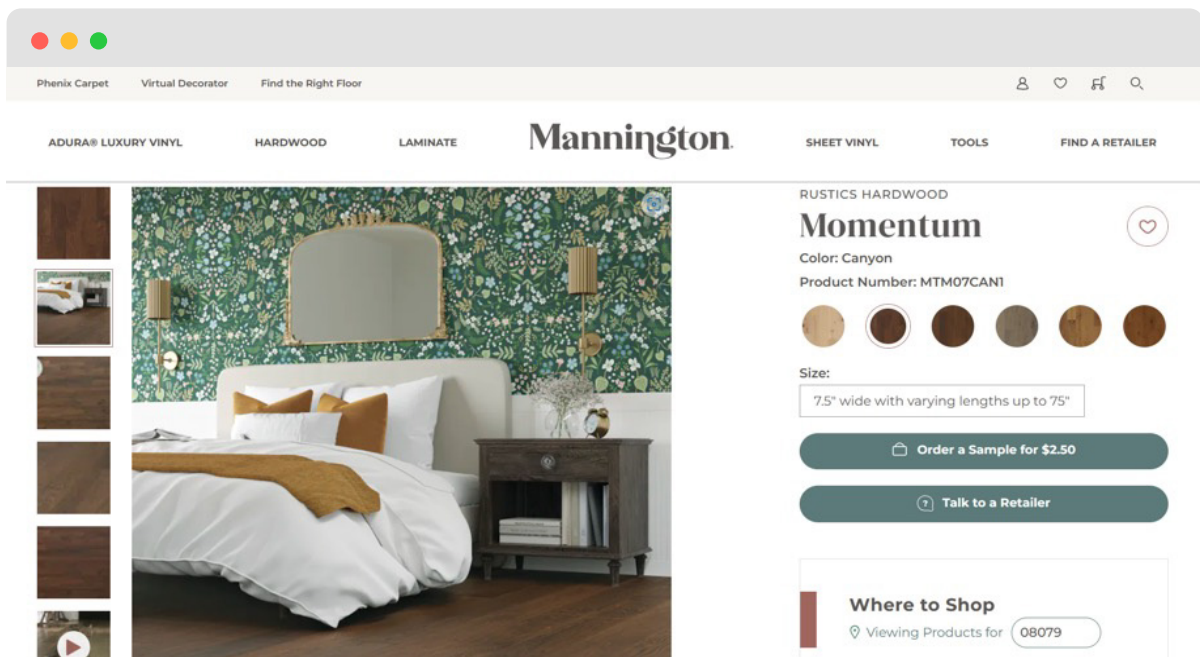 Phenix Carpet Virtual Decorator Find the Right Floor
ADURA® LUXURY VINYL HARDWOOD LAMINATE Mannington. SHEET VINYL TOOLS FIND A RETAILER
RUSTICS HARDWOOD
Momentum
Color: Canyon
Product Number: MTM07CAN1
Size:
7.5" wide with varying lengths up to 75"
Order a Sample for $2.50
? Talk to a Retailer
Where to Shop
Viewing Products for 08079